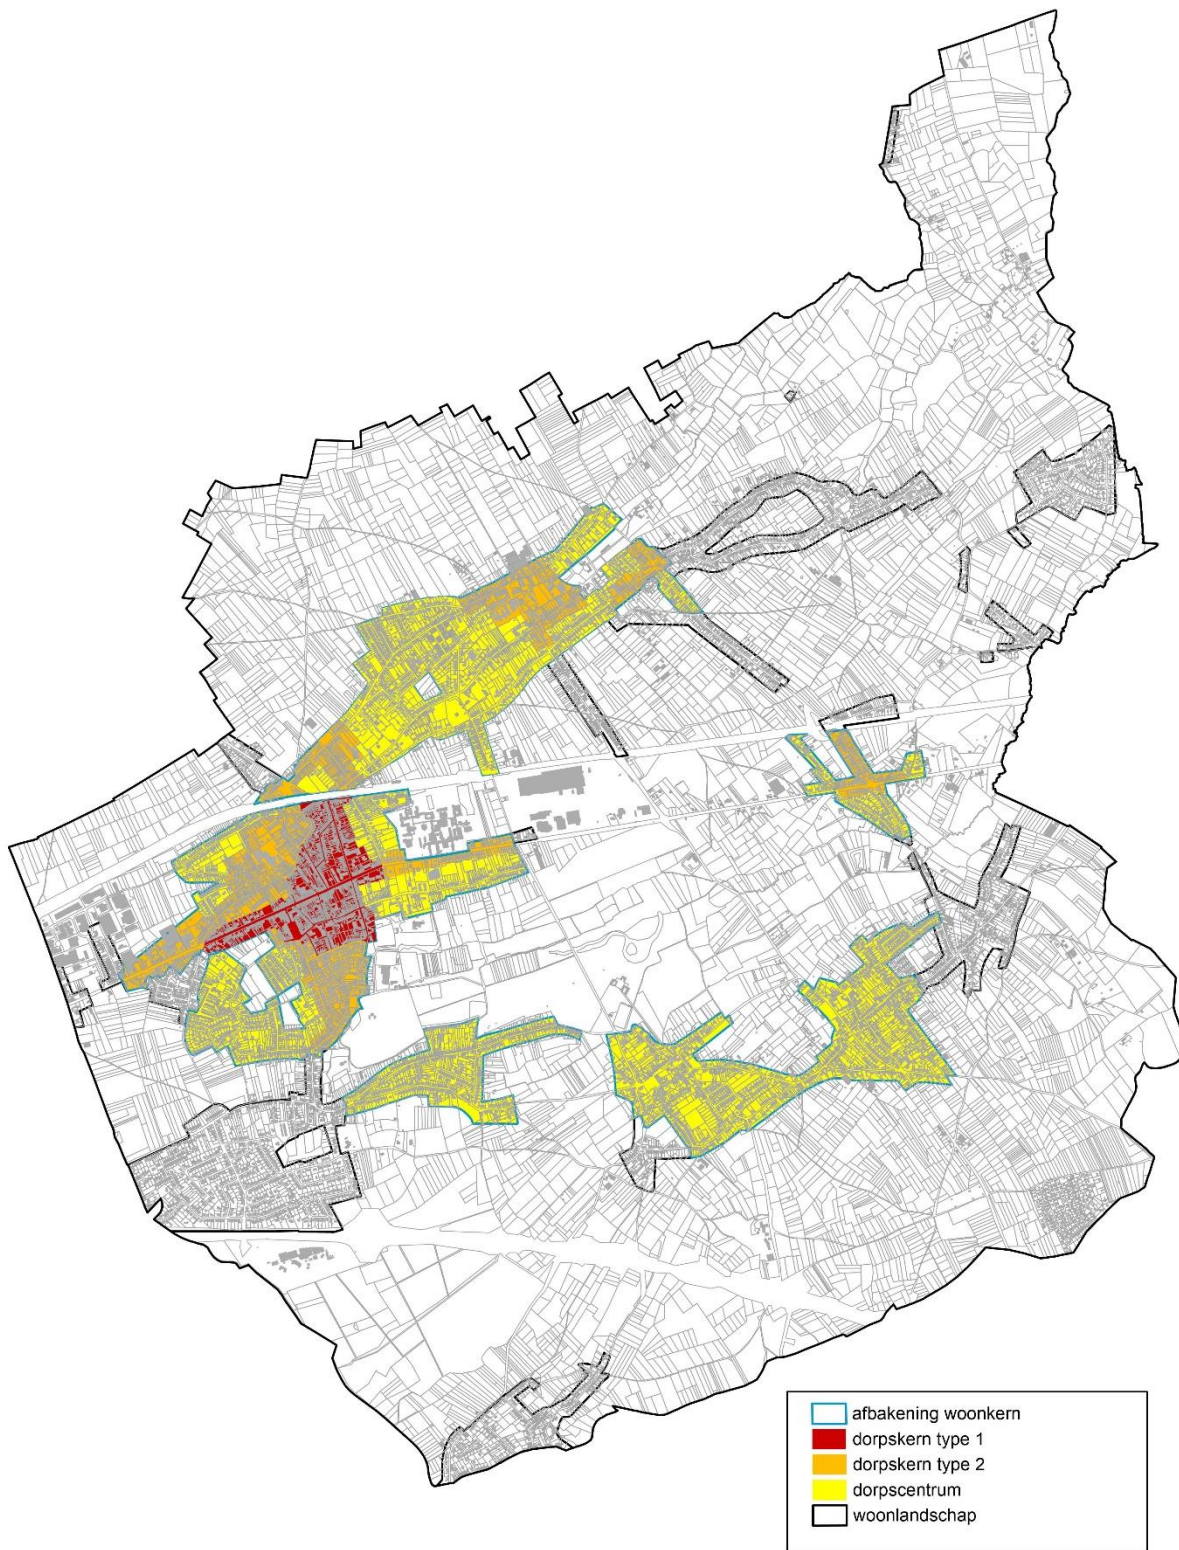 afbakening woonkern
dorpskern type 1
dorpskern type 2
dorpscentrum
woonlandschap